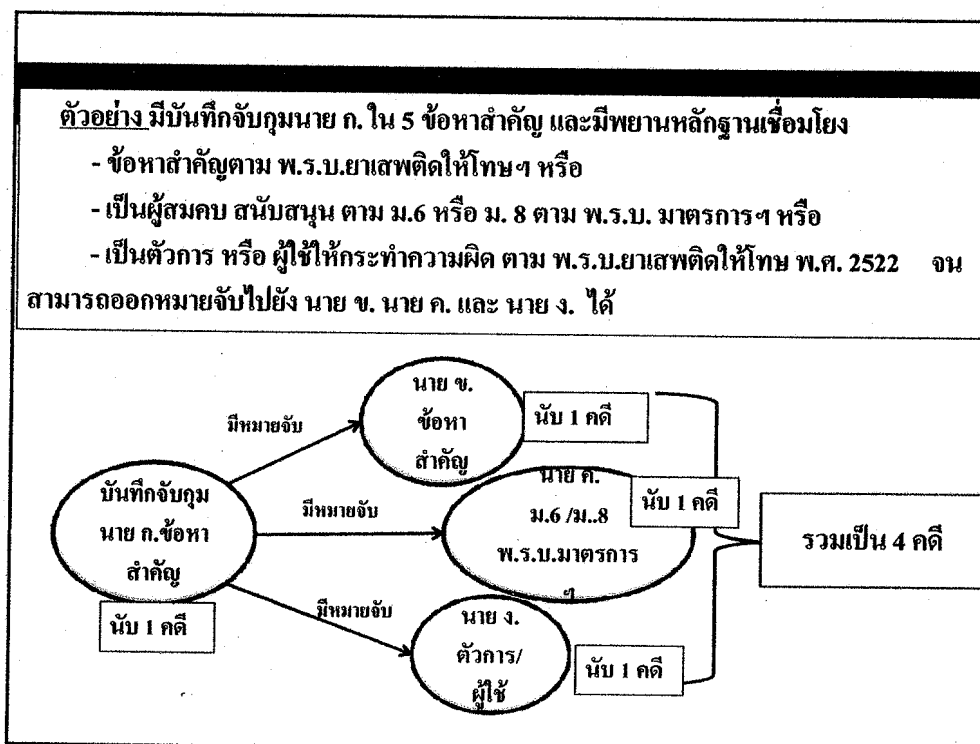 ตัวอย่าง มีบันทึกจับกุมนาย ก. ใน 5 ข้อหาสำคัญ และมีพยานหลักฐานเชื่อมโยง
- ข้อหาสำคัญตาม พ.ร.บ.ยาเสพติดให้โทษฯ หรือ
- เป็นผู้สมคบ สนับสนุน ตาม ม.6 หรือ ม. 8 ตาม พ.ร.บ. มาตรการฯ หรือ
- เป็นตัวการ หรือ ผู้ใช้ให้กระทำความผิด ตาม พ.ร.บ.ยาเสพติดให้โทษ พ.ศ. 2522 จน
สามารถออกหมายจับไปยัง นาย ข. นาย ค. และ นาย ง. ได้
บันทึกจับกุม
นาย ก.ข้อหา
สำคัญ
นับ 1 คดี
มีหมายจับ
นาย ข.
ข้อหา
สำคัญ
นับ 1 คดี
มีหมายจับ
นาย ค.
ม.6 /ม..8
พ.ร.บ.มาตรการ
ฯ
นับ 1 คดี
มีหมายจับ
นาย ง.
ตัวการ/
ผู้ใช้
นับ 1 คดี
รวมเป็น 4 คดี